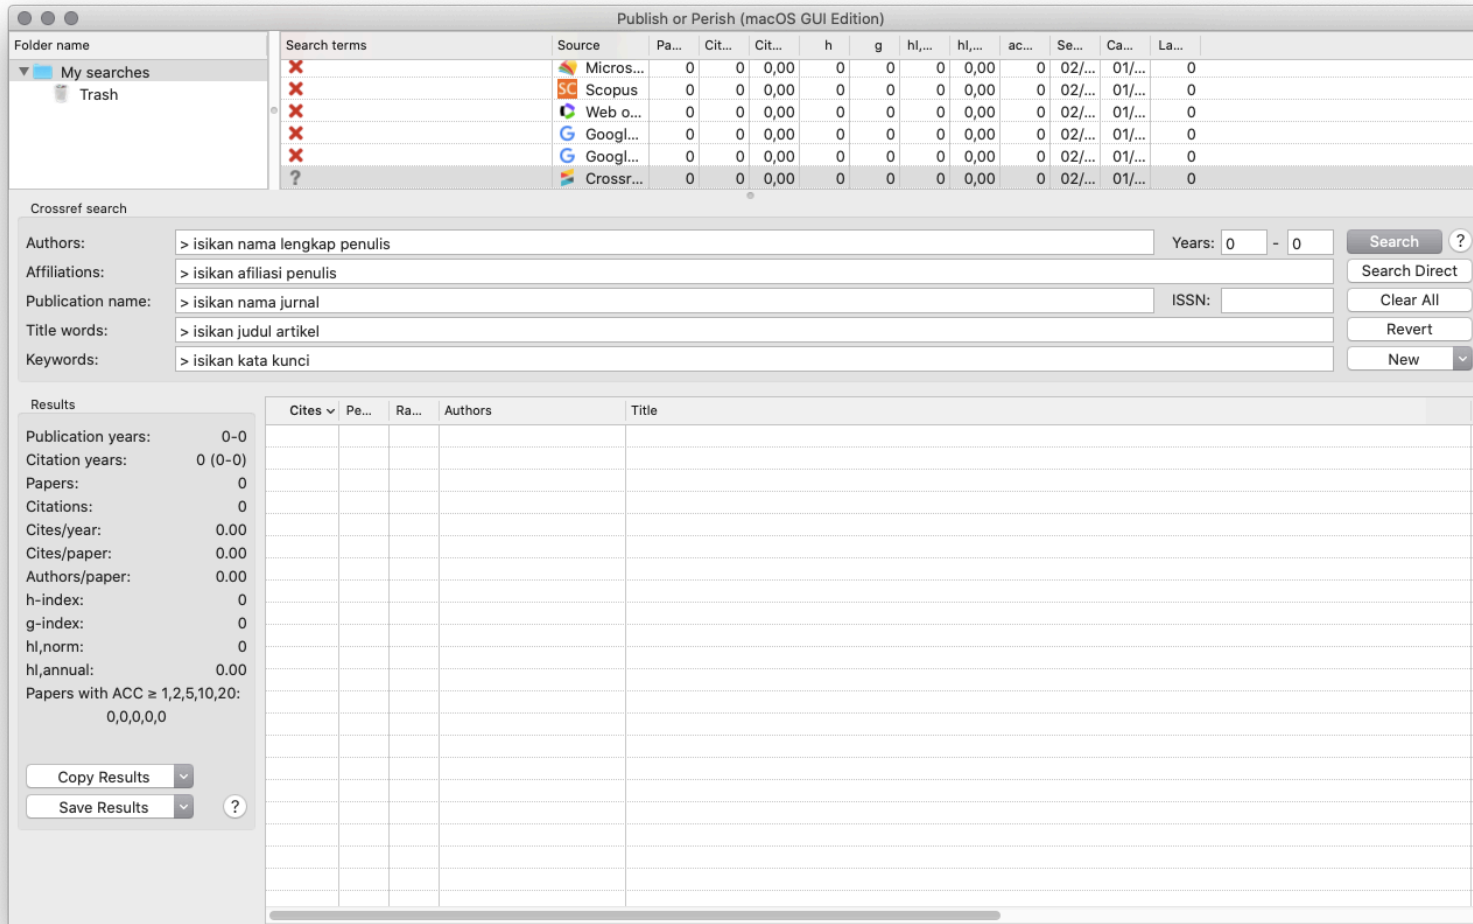 Publish or Perish (macOS GUI Edition)
Folder name
My searches
Trash
Search terms Source Pa... Cit... Cit... h g hI,... hI,... ac... Se... Ca... La...
Micros... 0 0 0,00 0 0 0 0,00 0 02/... 01/... 0
SC Scopus 0 0 0,00 0 0 0 0,00 0 02/... 01/... 0
Web o... 0 0 0,00 0 0 0 0,00 0 02/... 01/... 0
G Googl... 0 0 0,00 0 0 0 0,00 0 02/... 01/... 0
G Googl... 0 0 0,00 0 0 0 0,00 0 02/... 01/... 0
? Crossr... 0 0 0,00 0 0 0 0,00 0 02/... 01/... 0
Crossref search
Authors: > isikan nama lengkap penulis Years: 0 - 0 Search ?
Affiliations: > isikan afiliasi penulis Search Direct
Publication name: > isikan nama jurnal ISSN: Clear All
Title words: > isikan judul artikel Revert
Keywords: > isikan kata kunci New
Results
Publication years: 0-0
Citation years: 0 (0-0)
Papers: 0
Citations: 0
Cites/year: 0.00
Cites/paper: 0.00
Authors/paper: 0.00
h-index: 0
g-index: 0
hI,norm: 0
hI,annual: 0.00
Papers with ACC ≥ 1,2,5,10,20:
0,0,0,0,0
Copy Results
Save Results ?
Cites Pe... Ra... Authors Title